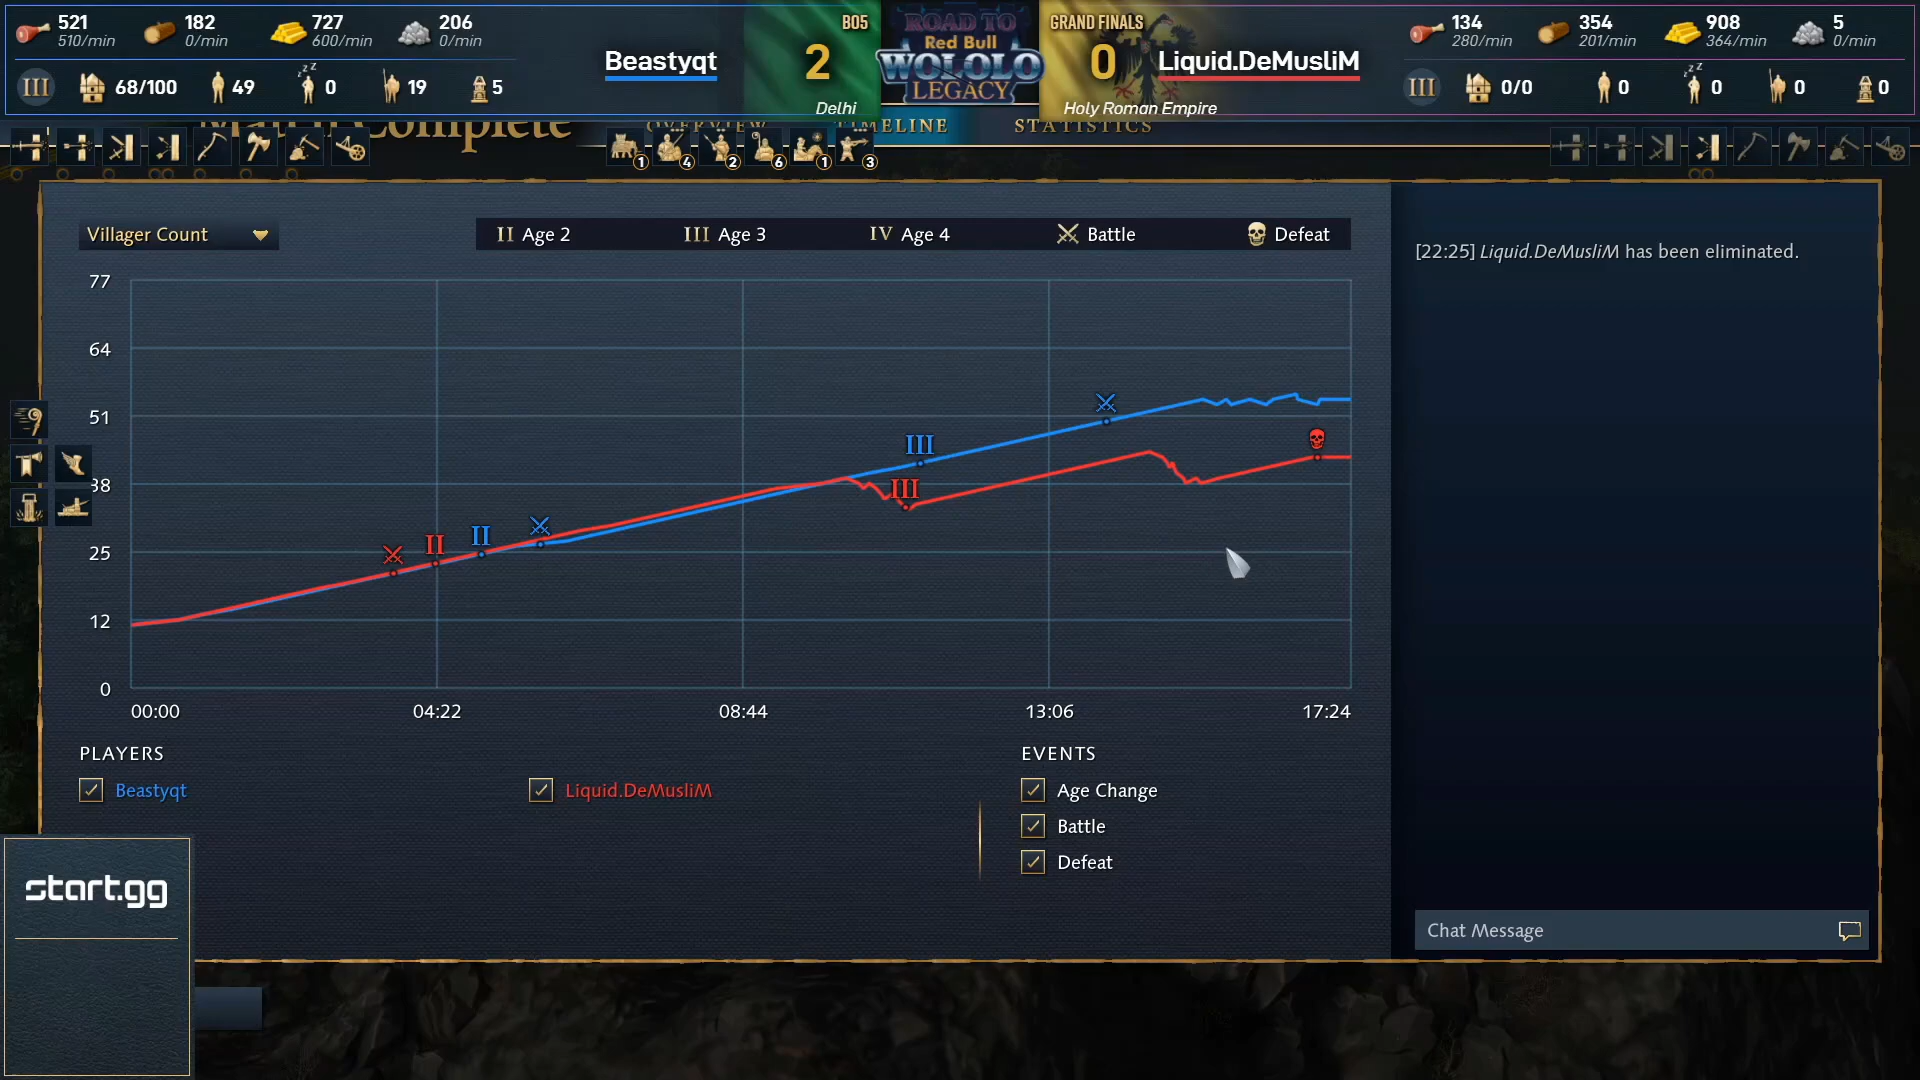 521 182 727 206
510/min 0/min 600/min 0/min
III 68/100 49 0 19 5
Beastyqt
BO5
2
Delhi
ROAD TO
Red Bull
WOLOLO
LEGACY
GRAND FINALS
0
Liquid.DeMusliM
Holy Roman Empire
134 354 908 5
280/min 201/min 364/min 0/min
III 0/0 0 0 0 0
Match Complete
OVERVIEW TIMELINE STATISTICS
1 4 2 6 1 3
Villager Count
II Age 2 III Age 3 IV Age 4 Battle Defeat
[22:25] Liquid.DeMusliM has been eliminated.
77
64
51
38
25
12
0
II II III III
00:00 04:22 08:44 13:06 17:24
PLAYERS
Beastyqt Liquid.DeMusliM
EVENTS
Age Change
Battle
Defeat
start.gg
Chat Message